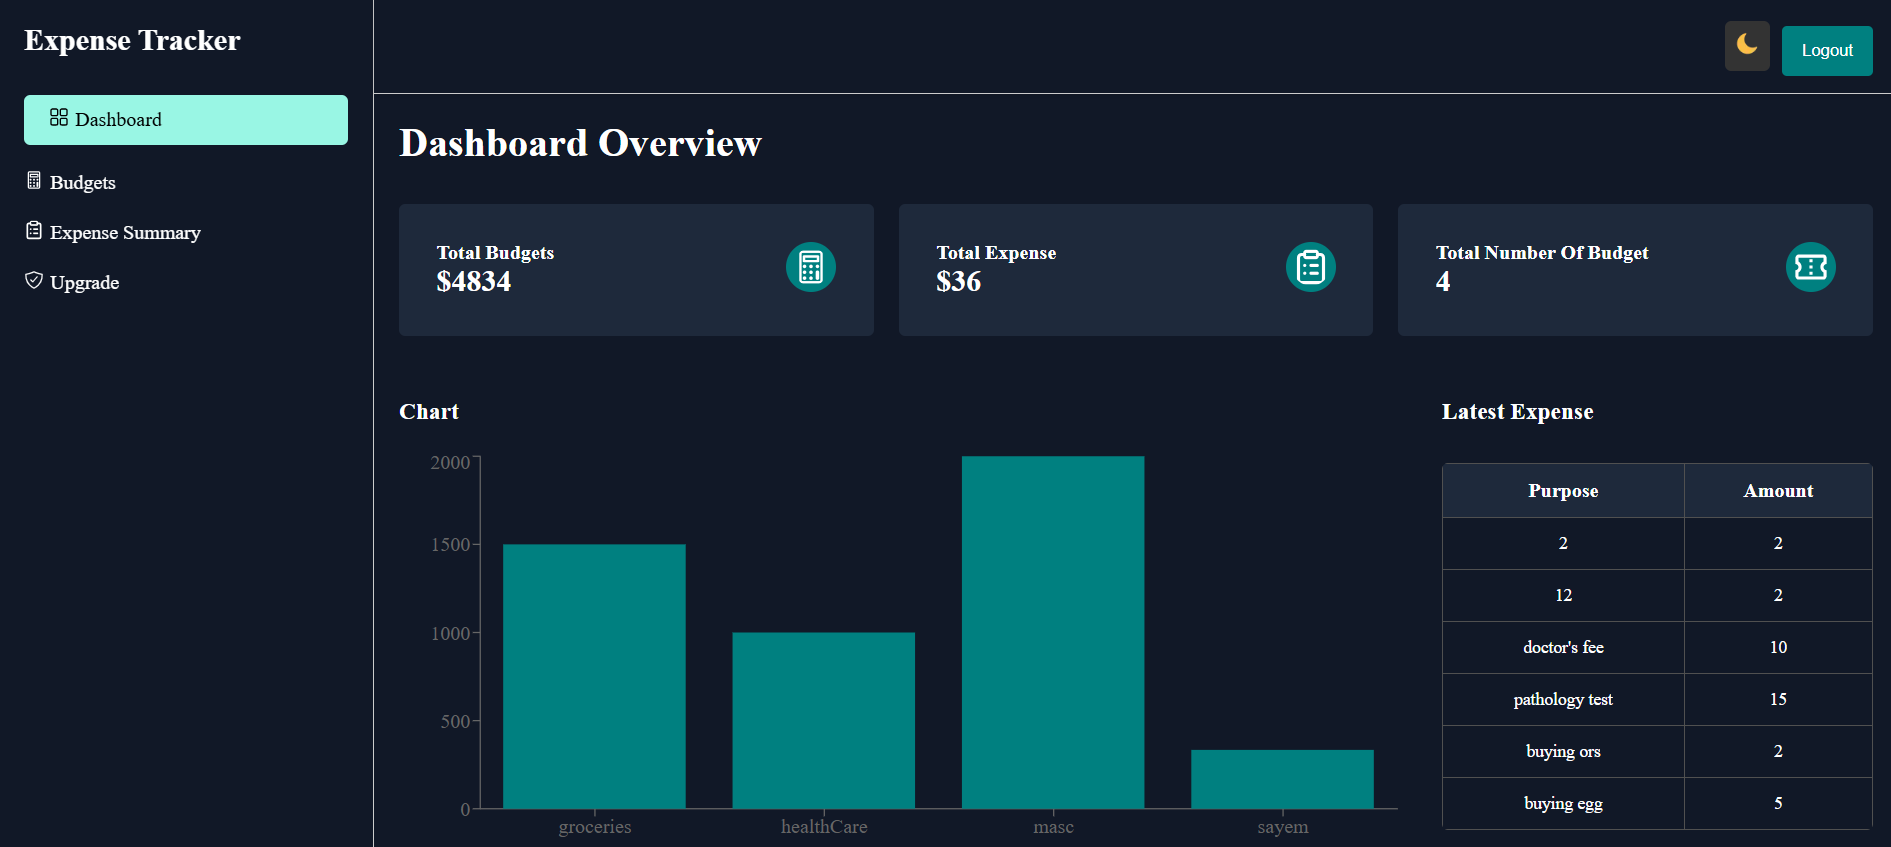 Expense Tracker
Logout
Dashboard
Budgets
Expense Summary
Upgrade
Dashboard Overview
Total Budgets
$4834
Total Expense
$36
Total Number Of Budget
4
Chart
2000
1500
1000
500
0
groceries healthCare masc sayem
Latest Expense
Purpose Amount
2 2
12 2
doctor's fee 10
pathology test 15
buying ors 2
buying egg 5